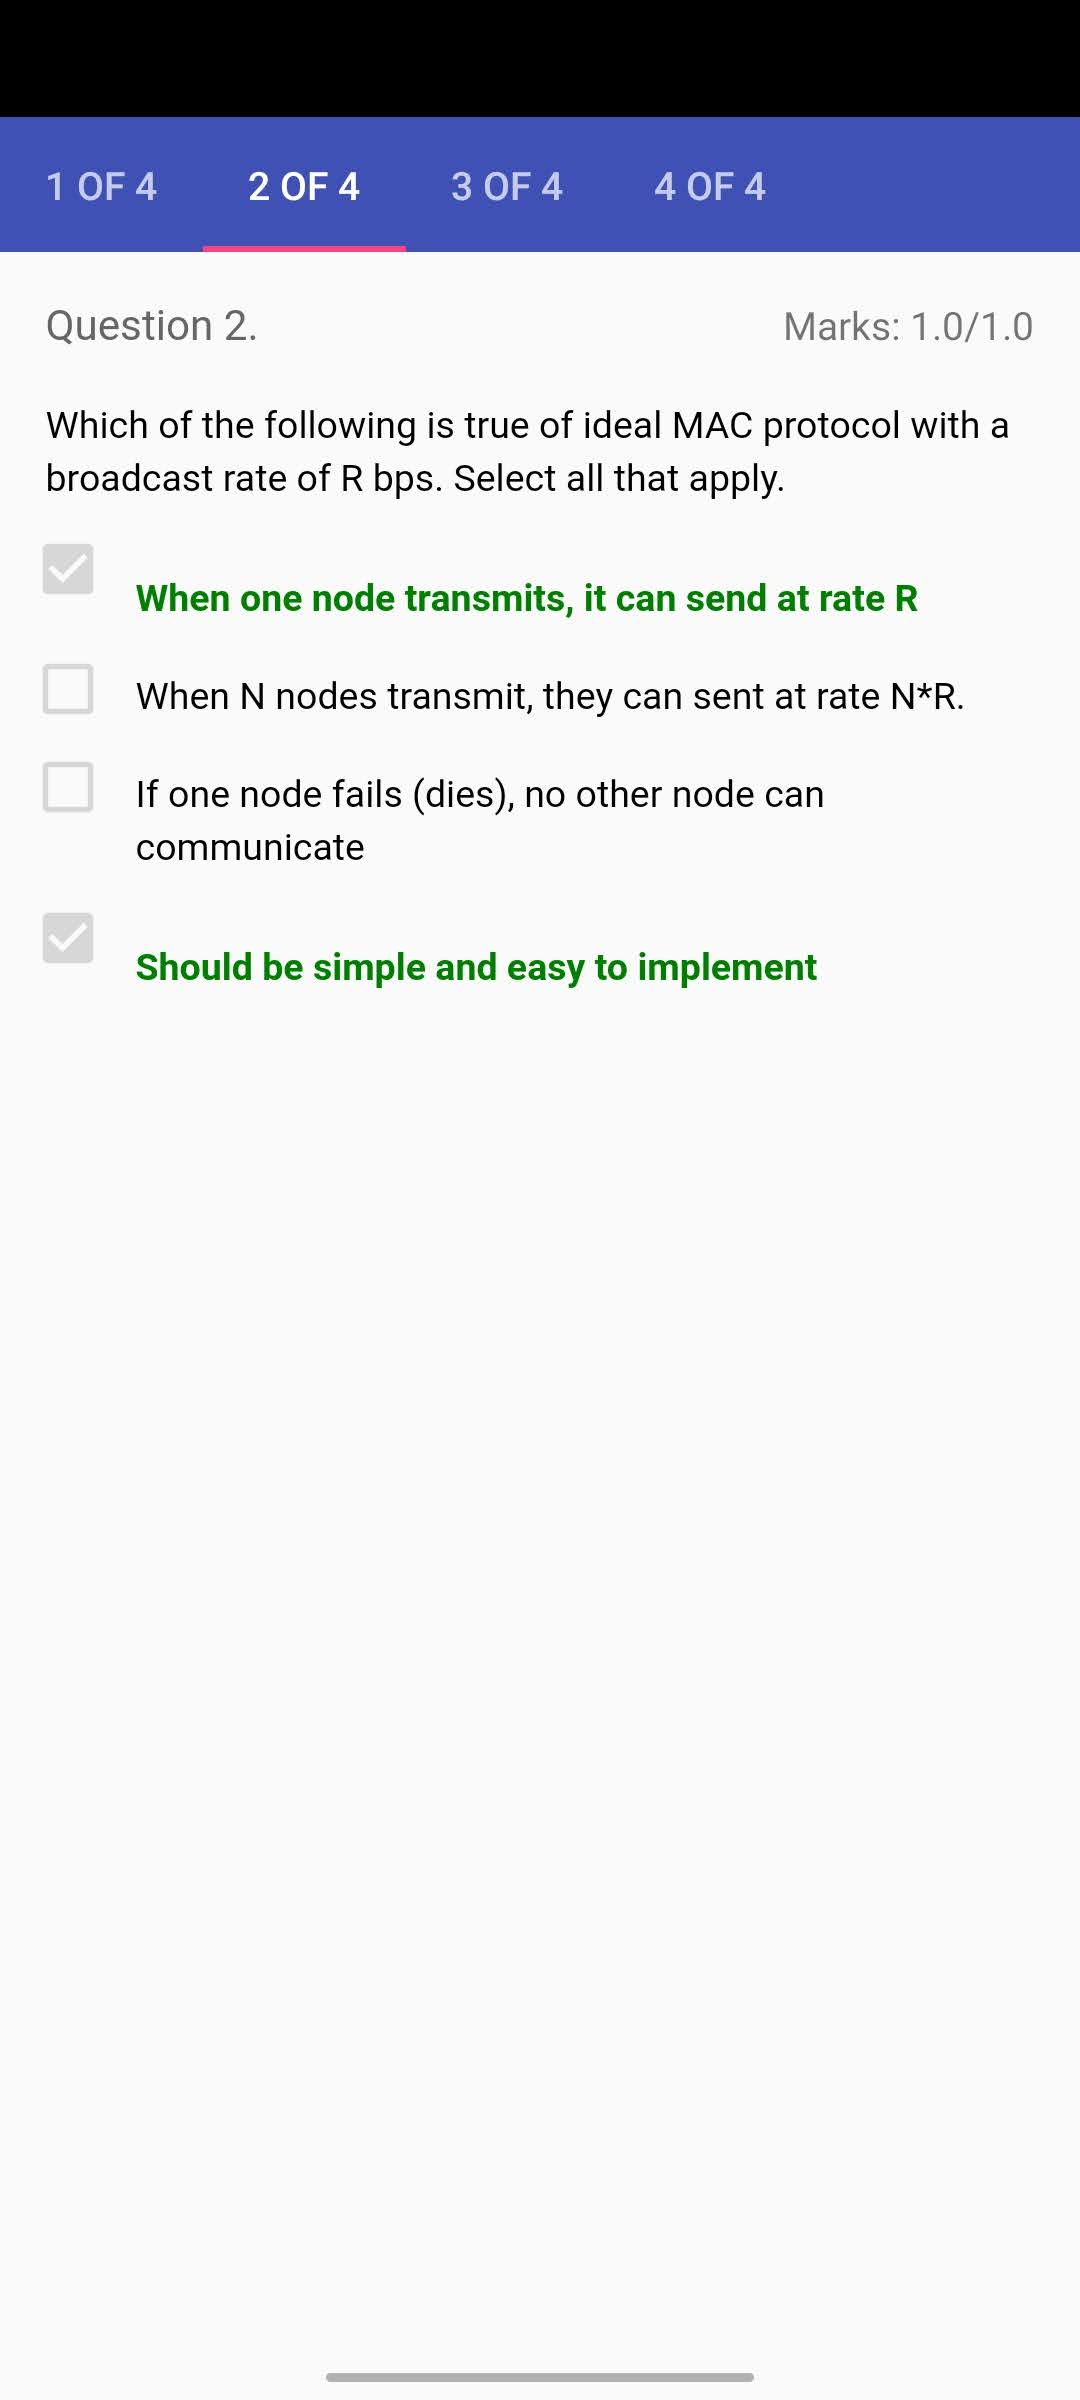 1 OF 4 2 OF 4 3 OF 4 4 OF 4
Question 2. Marks: 1.0/1.0
Which of the following is true of ideal MAC protocol with a
broadcast rate of R bps. Select all that apply.
When one node transmits, it can send at rate R
When N nodes transmit, they can sent at rate N*R.
If one node fails (dies), no other node can
communicate
Should be simple and easy to implement